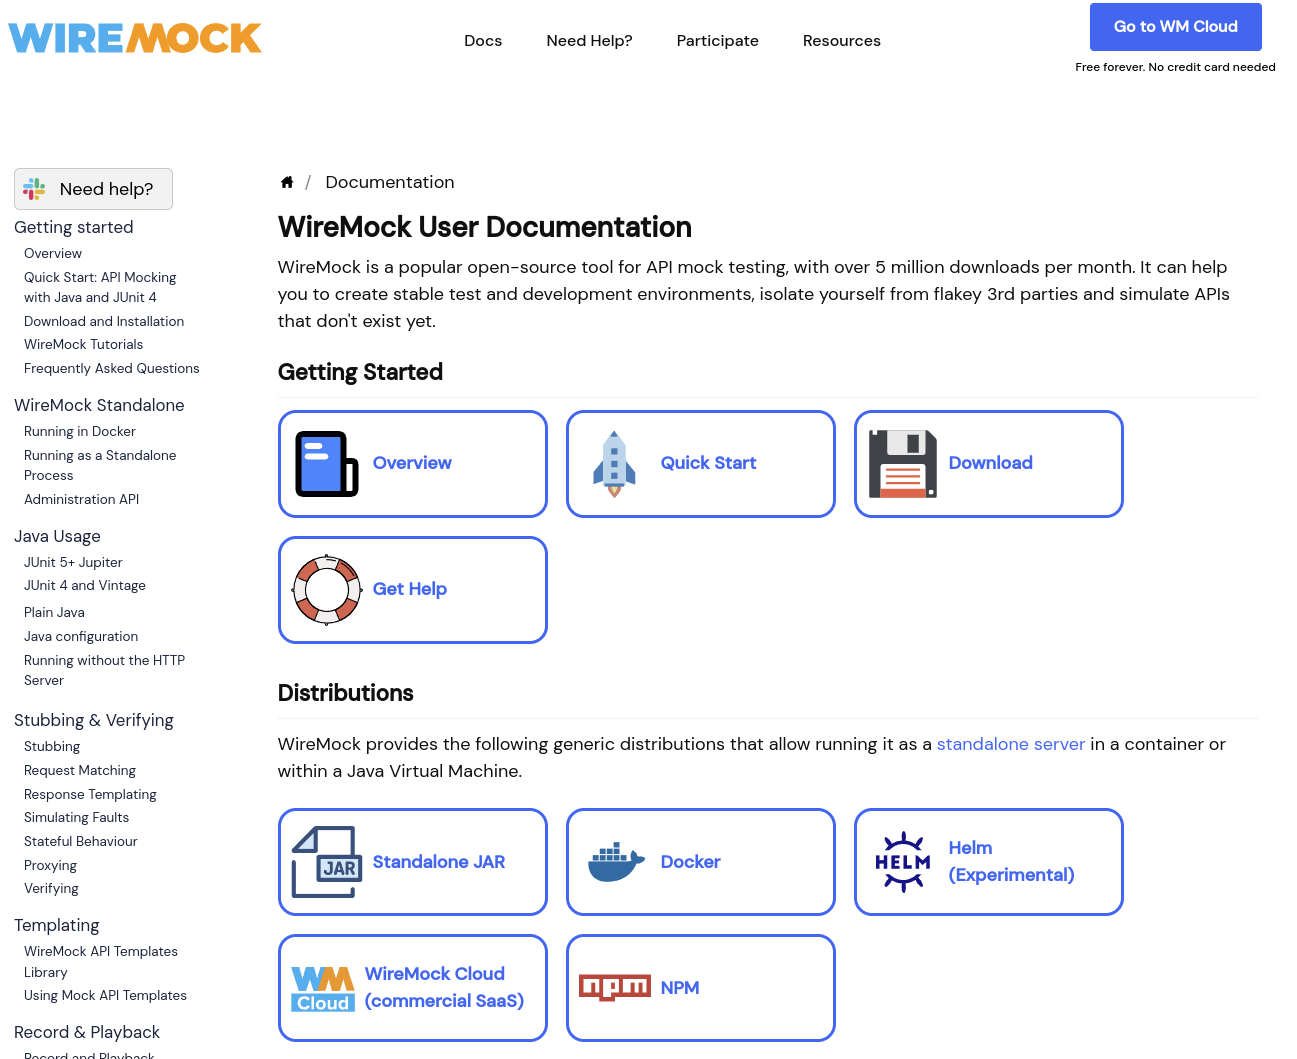 WIREMOCK
Docs
Need Help?
Participate
Resources
Go to WM Cloud
Free forever. No credit card needed
Need help?
Getting started
Overview
Quick Start: API Mocking
with Java and JUnit 4
Download and Installation
WireMock Tutorials
Frequently Asked Questions
WireMock Standalone
Running in Docker
Running as a Standalone
Process
Administration API
Java Usage
JUnit 5+ Jupiter
JUnit 4 and Vintage
Plain Java
Java configuration
Running without the HTTP
Server
Stubbing & Verifying
Stubbing
Request Matching
Response Templating
Simulating Faults
Stateful Behaviour
Proxying
Verifying
Templating
WireMock API Templates
Library
Using Mock API Templates
Record & Playback
Record and Playback
/ Documentation
WireMock User Documentation
WireMock is a popular open-source tool for API mock testing, with over 5 million downloads per month. It can help
you to create stable test and development environments, isolate yourself from flakey 3rd parties and simulate APIs
that don't exist yet.
Getting Started
Overview
Quick Start
Download
Get Help
Distributions
WireMock provides the following generic distributions that allow running it as a standalone server in a container or
within a Java Virtual Machine.
JAR
Standalone JAR
Docker
HELM
Helm
(Experimental)
WM
Cloud
WireMock Cloud
(commercial SaaS)
npm
NPM